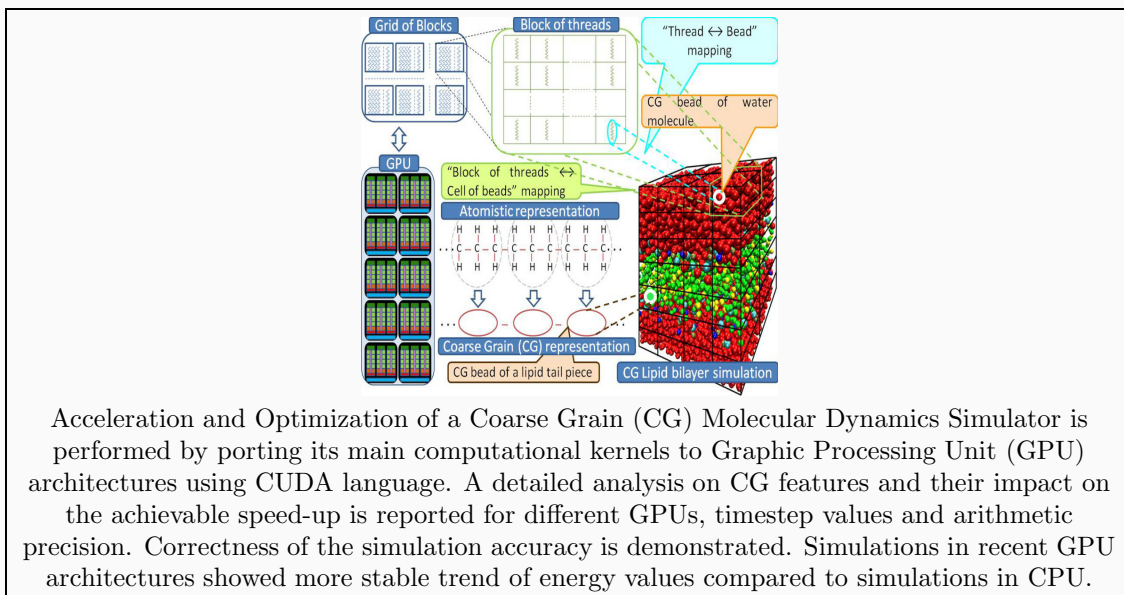 Grid of Blocks
Block of threads
"Thread ↔ Bead"
mapping
CG bead of water
molecule
GPU
"Block of threads ↔
Cell of beads" mapping
Atomistic representation
H H H H H H H H H
··· C – C – C – C – C – C – C – C – C ···
H H H H H H H H H
··· – – ···
Coarse Grain (CG) representation
CG bead of a lipid tail piece
CG Lipid bilayer simulation
Acceleration and Optimization of a Coarse Grain (CG) Molecular Dynamics Simulator is
performed by porting its main computational kernels to Graphic Processing Unit (GPU)
architectures using CUDA language. A detailed analysis on CG features and their impact on
the achievable speed-up is reported for different GPUs, timestep values and arithmetic
precision. Correctness of the simulation accuracy is demonstrated. Simulations in recent GPU
architectures showed more stable trend of energy values compared to simulations in CPU.